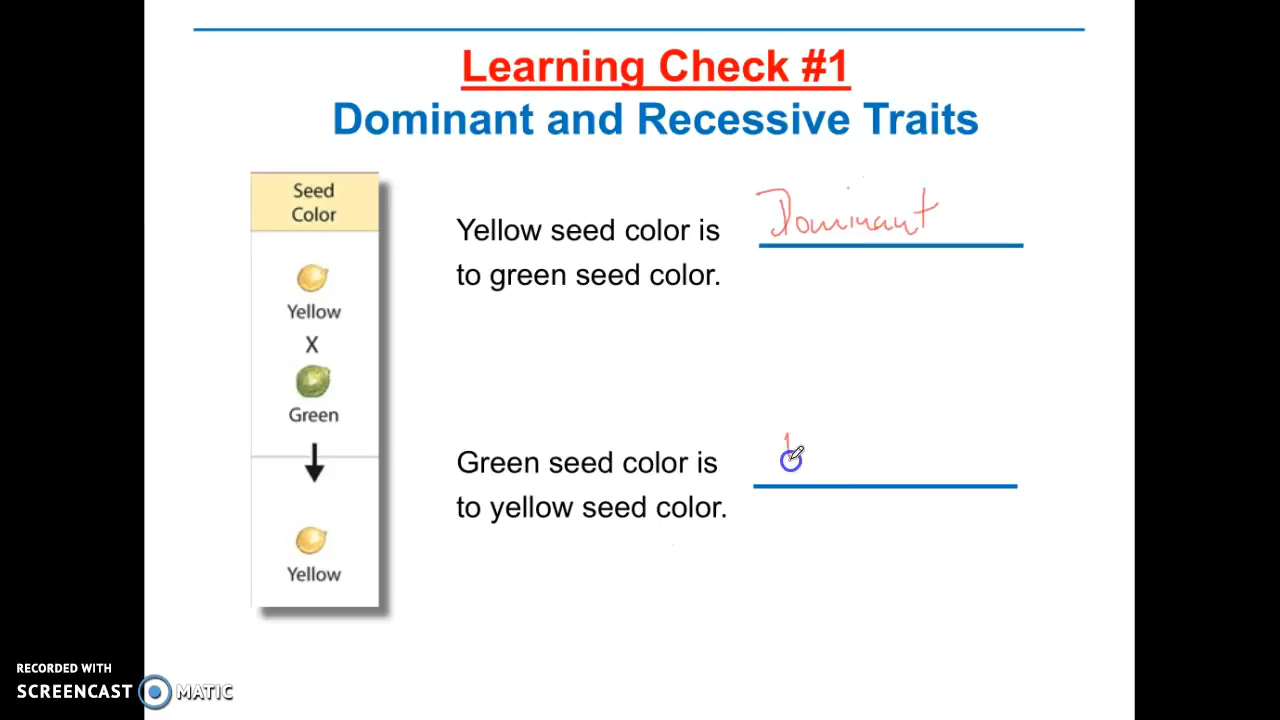 Learning Check #1
Dominant and Recessive Traits
Seed
Color
Yellow
X
Green
Yellow
Yellow seed color is Dominant
to green seed color.
Green seed color is
to yellow seed color.
RECORDED WITH
SCREENCAST MATIC